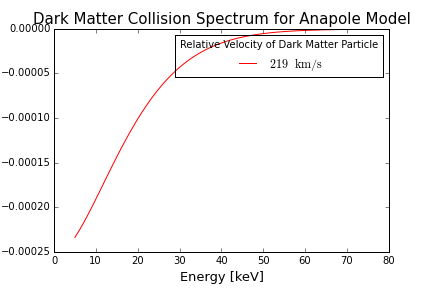 Dark Matter Collision Spectrum for Anapole Model
0.00000
Relative Velocity of Dark Matter Particle
219 km/s
−0.00005
−0.00010
−0.00015
−0.00020
−0.00025
0 10 20 30 40 50 60 70 80
Energy [keV]